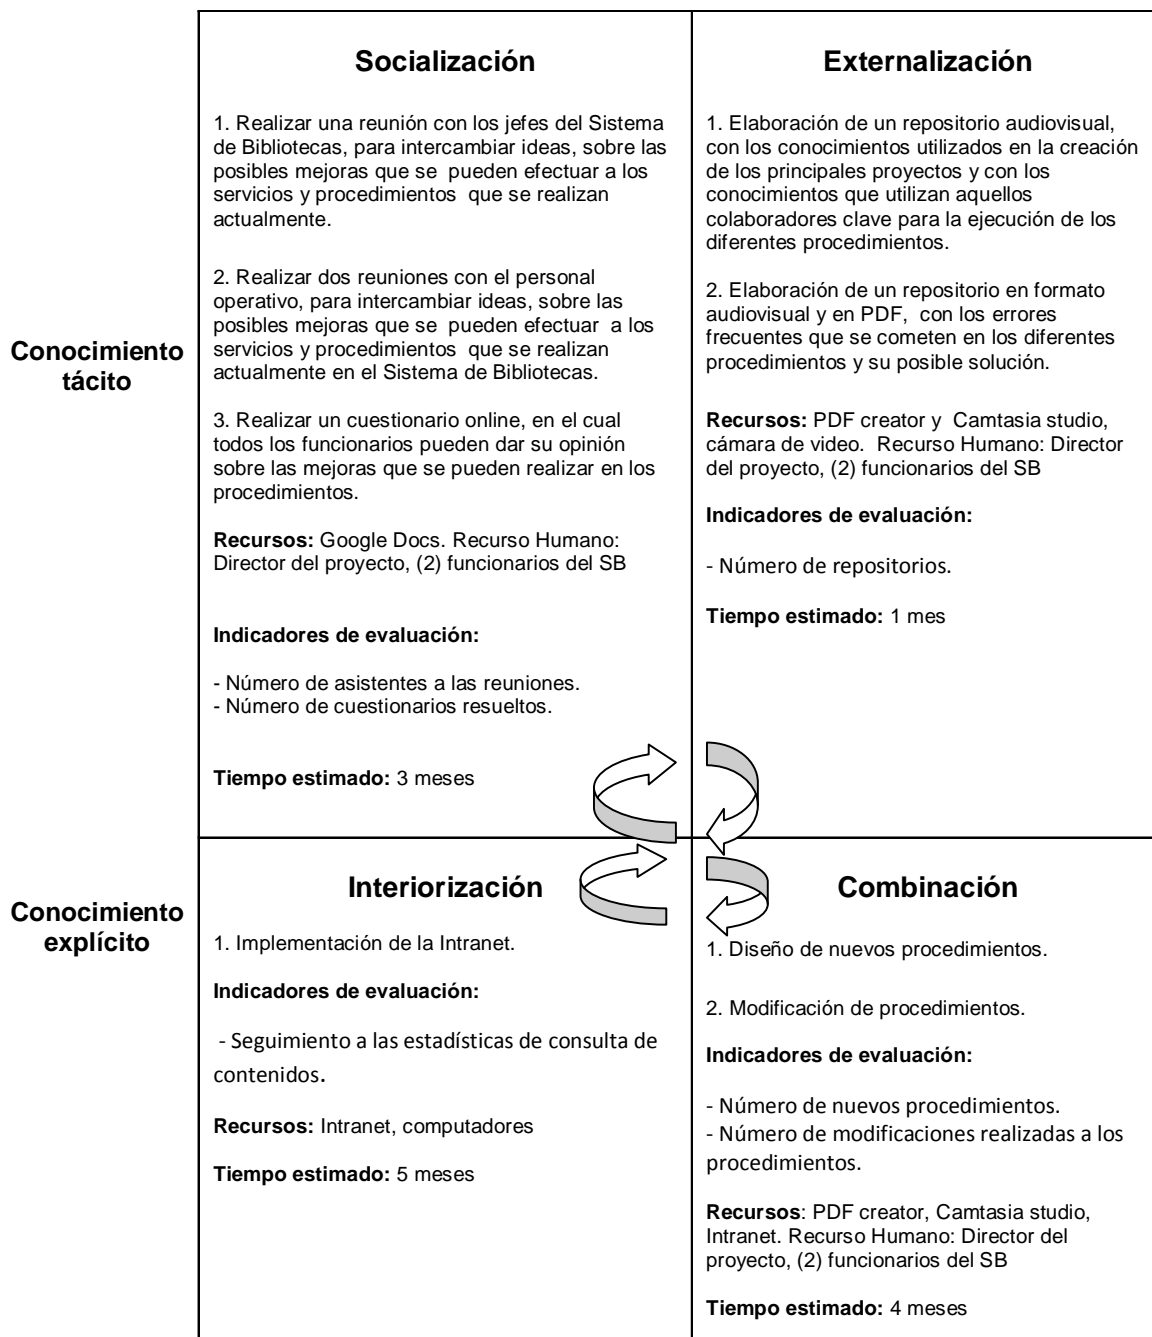 Conocimiento
tácito
Socialización
1. Realizar una reunión con los jefes del Sistema
de Bibliotecas, para intercambiar ideas, sobre las
posibles mejoras que se pueden efectuar a los
servicios y procedimientos que se realizan
actualmente.
2. Realizar dos reuniones con el personal
operativo, para intercambiar ideas, sobre las
posibles mejoras que se pueden efectuar a los
servicios y procedimientos que se realizan
actualmente en el Sistema de Bibliotecas.
3. Realizar un cuestionario online, en el cual
todos los funcionarios pueden dar su opinión
sobre las mejoras que se pueden realizar en los
procedimientos.
Recursos: Google Docs. Recurso Humano:
Director del proyecto, (2) funcionarios del SB
Indicadores de evaluación:
- Número de asistentes a las reuniones.
- Número de cuestionarios resueltos.
Tiempo estimado: 3 meses
Externalización
1. Elaboración de un repositorio audiovisual,
con los conocimientos utilizados en la creación
de los principales proyectos y con los
conocimientos que utilizan aquellos
colaboradores clave para la ejecución de los
diferentes procedimientos.
2. Elaboración de un repositorio en formato
audiovisual y en PDF, con los errores
frecuentes que se cometen en los diferentes
procedimientos y su posible solución.
Recursos: PDF creator y Camtasia studio,
cámara de video. Recurso Humano: Director
del proyecto, (2) funcionarios del SB
Indicadores de evaluación:
- Número de repositorios.
Tiempo estimado: 1 mes
Conocimiento
explícito
Interiorización
1. Implementación de la Intranet.
Indicadores de evaluación:
- Seguimiento a las estadísticas de consulta de
contenidos.
Recursos: Intranet, computadores
Tiempo estimado: 5 meses
Combinación
1. Diseño de nuevos procedimientos.
2. Modificación de procedimientos.
Indicadores de evaluación:
- Número de nuevos procedimientos.
- Número de modificaciones realizadas a los
procedimientos.
Recursos: PDF creator, Camtasia studio,
Intranet. Recurso Humano: Director del
proyecto, (2) funcionarios del SB
Tiempo estimado: 4 meses